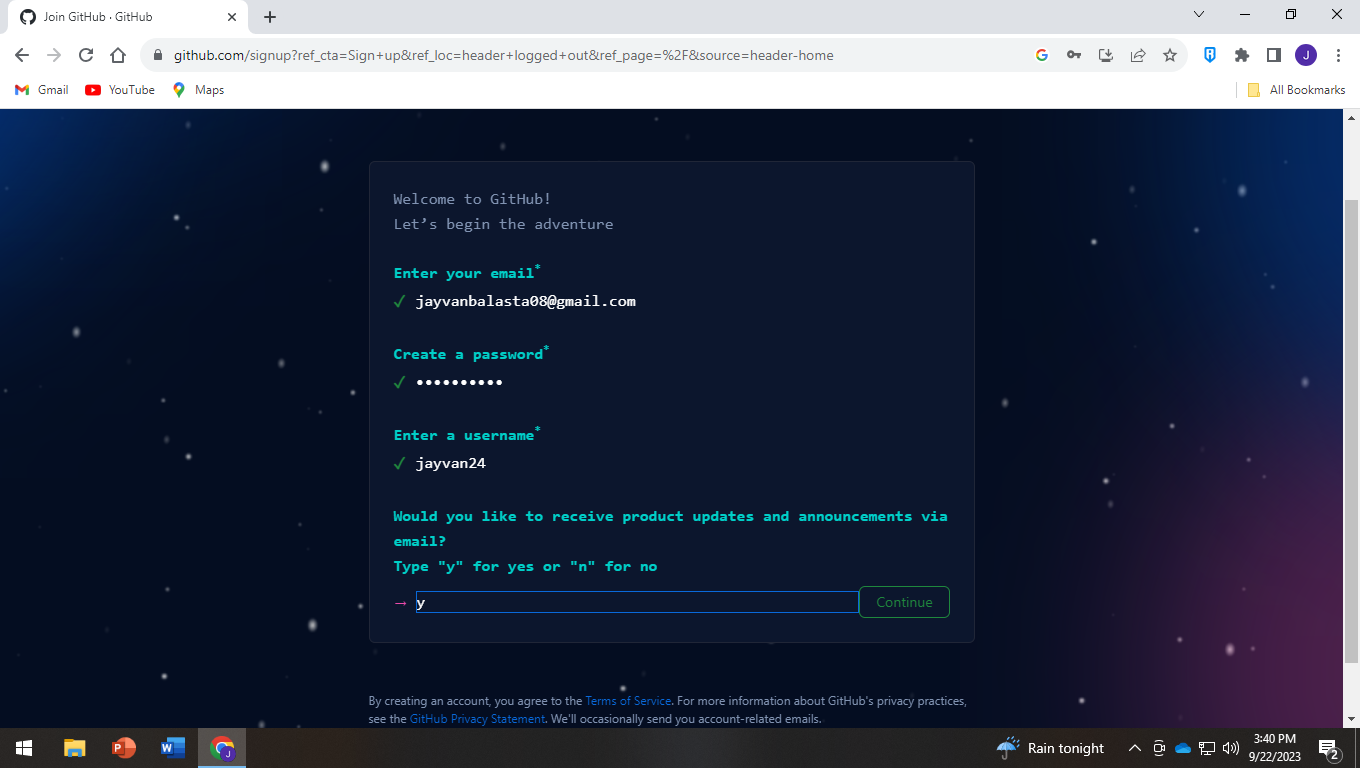 Join GitHub · GitHub
github.com/signup?ref_cta=Sign+up&ref_loc=header+logged+out&ref_page=%2F&source=header-home
J
Gmail YouTube Maps All Bookmarks
Welcome to GitHub!
Let’s begin the adventure
Enter your email*
✓ jayvanbalasta08@gmail.com
Create a password*
✓ ••••••••••
Enter a username*
✓ jayvan24
Would you like to receive product updates and announcements via
email?
Type "y" for yes or "n" for no
→ y Continue
By creating an account, you agree to the Terms of Service. For more information about GitHub's privacy practices,
see the GitHub Privacy Statement. We'll occasionally send you account-related emails.
P W J Rain tonight 3:40 PM
9/22/2023 2